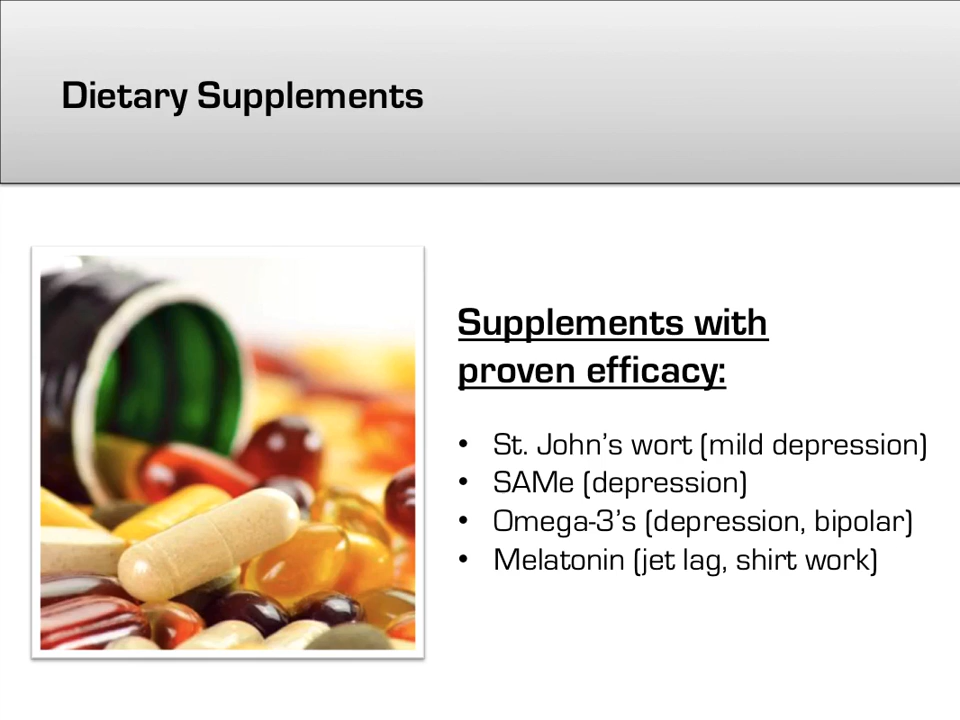 Dietary Supplements
Supplements with
proven efficacy:
• St. John's wort (mild depression)
• SAMe (depression)
• Omega-3's (depression, bipolar)
• Melatonin (jet lag, shirt work)